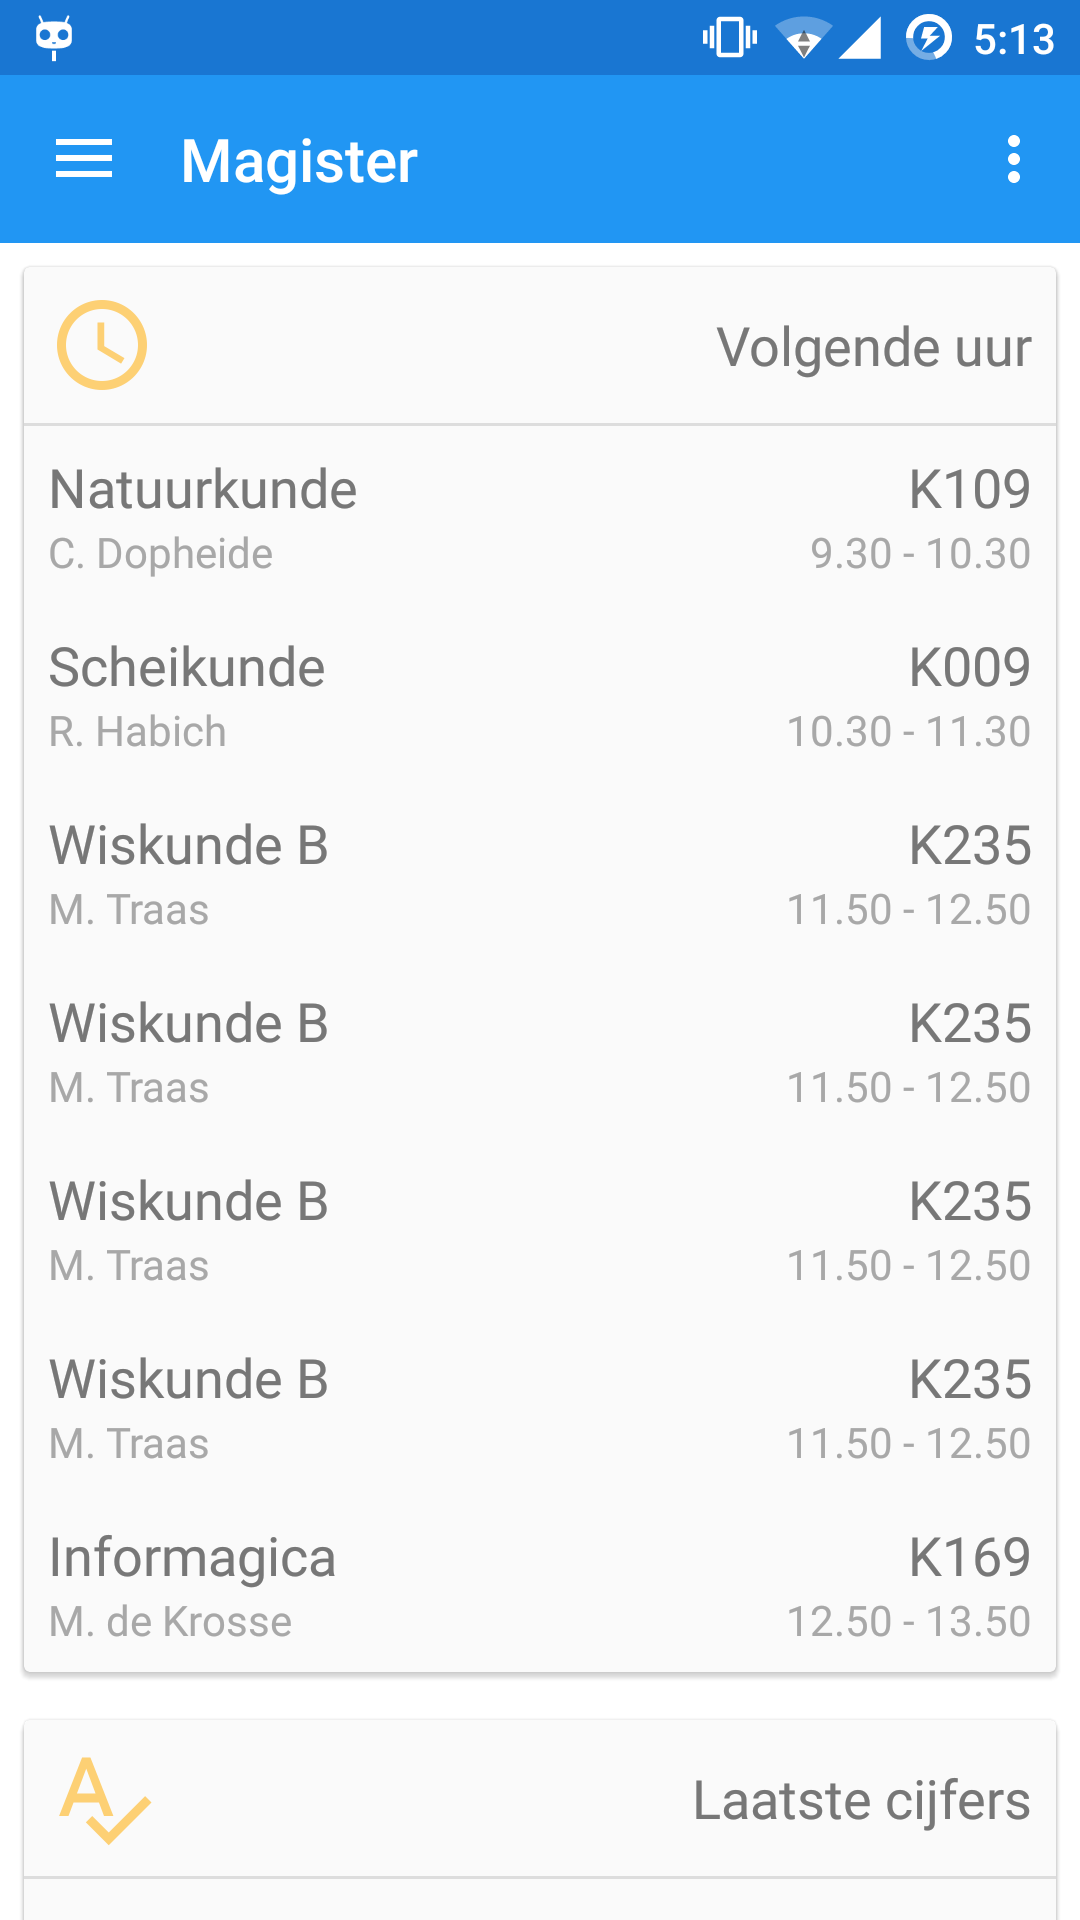 5:13
Magister
Volgende uur
Natuurkunde K109
C. Dopheide 9.30 - 10.30
Scheikunde K009
R. Habich 10.30 - 11.30
Wiskunde B K235
M. Traas 11.50 - 12.50
Wiskunde B K235
M. Traas 11.50 - 12.50
Wiskunde B K235
M. Traas 11.50 - 12.50
Wiskunde B K235
M. Traas 11.50 - 12.50
Informagica K169
M. de Krosse 12.50 - 13.50
Laatste cijfers